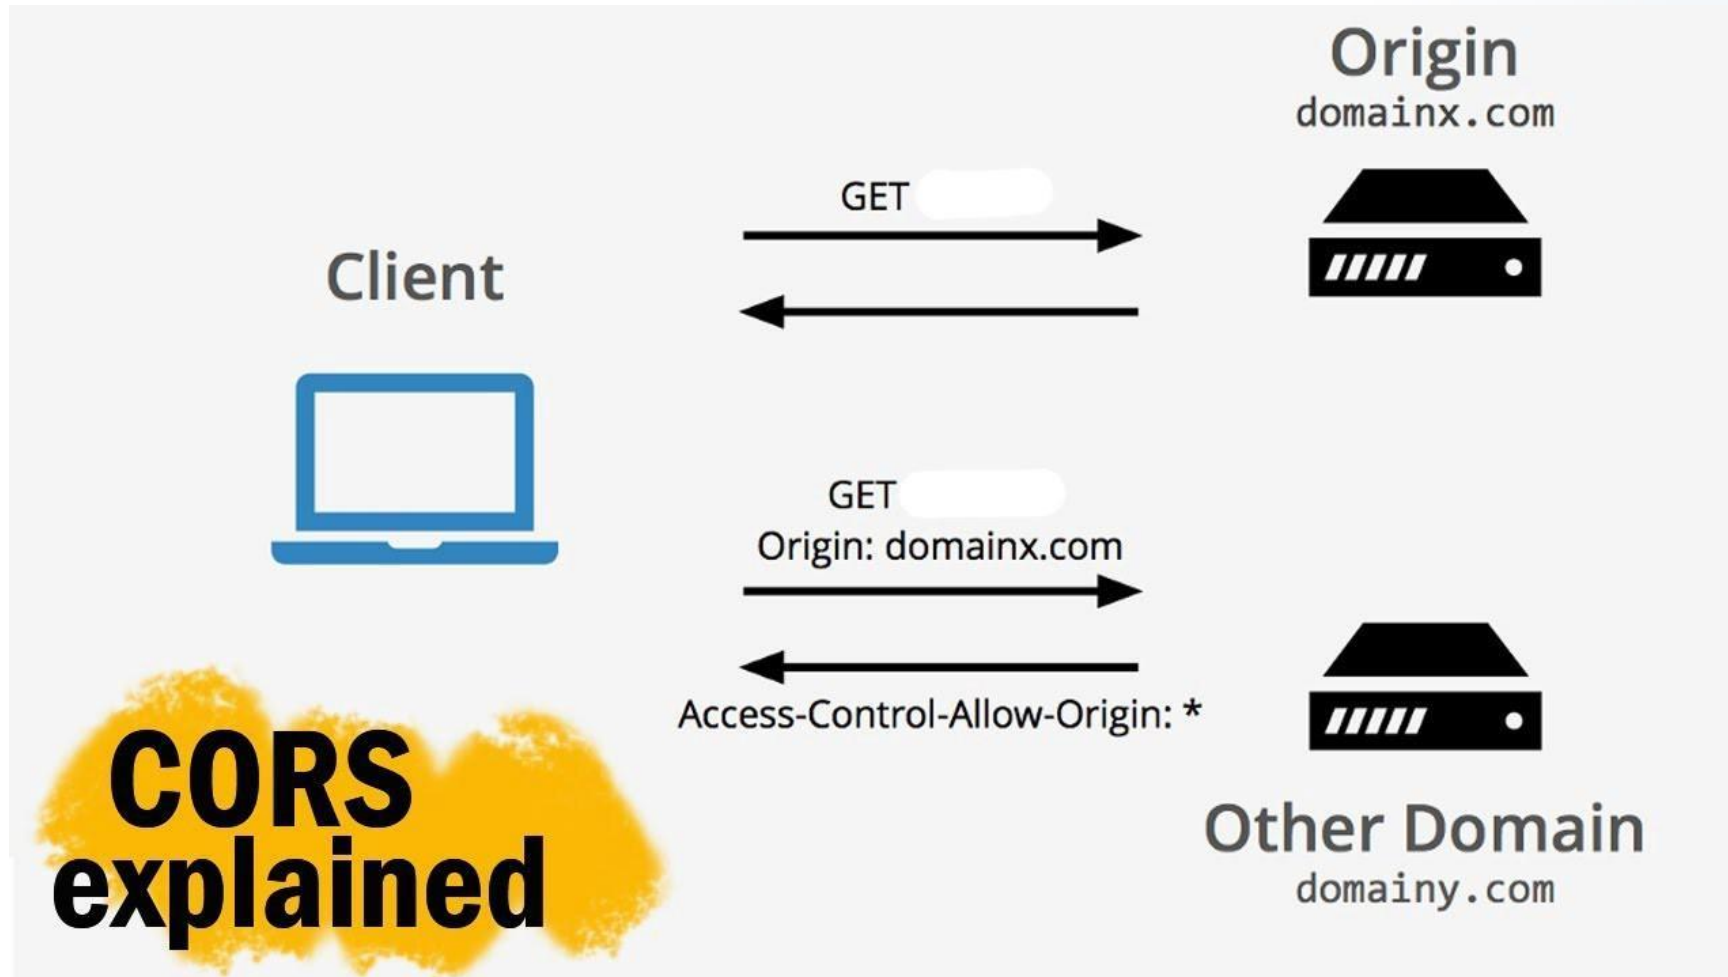 Origin
domainx.com
GET
Client
GET
Origin: domainx.com
Access-Control-Allow-Origin: *
CORS
explained
Other Domain
domainy.com